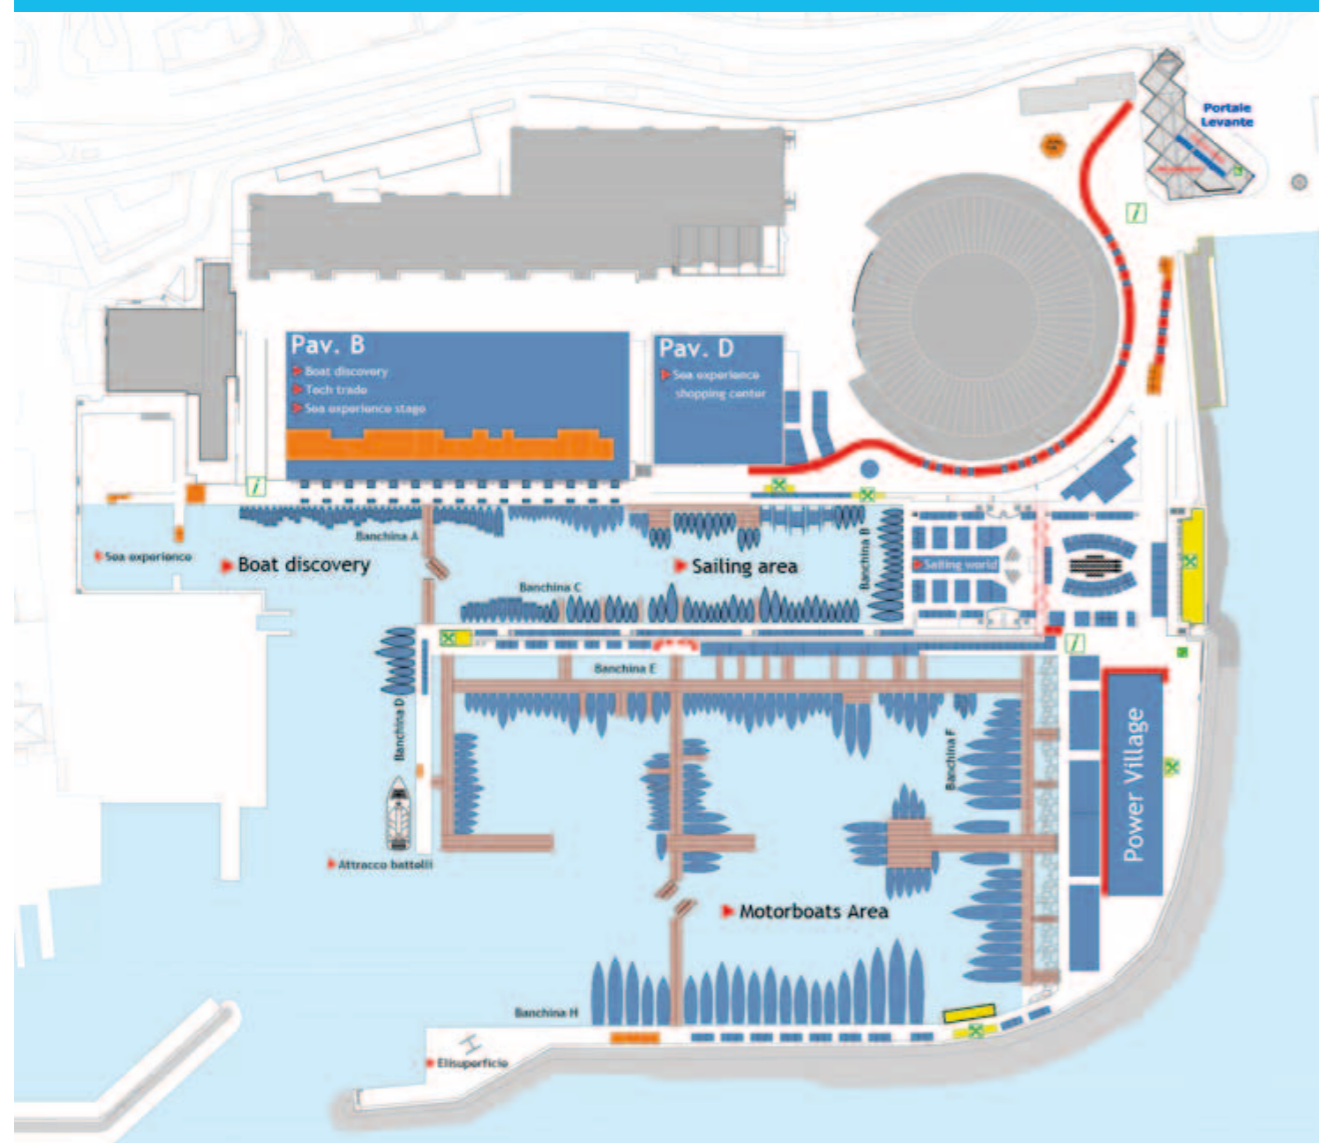 Portale
Levante
Pav. B
Boat discovery
Tech trade
Sea experience stage
Pav. D
Sea experience
shopping center
Banchina A
Sea experience
Boat discovery
Sailing area
Banchina B
Sailing world
Banchina C
Banchina E
Banchina D
Banchina F
Power Village
Attracco battelli
Motorboats Area
Banchina H
Elisuperficie